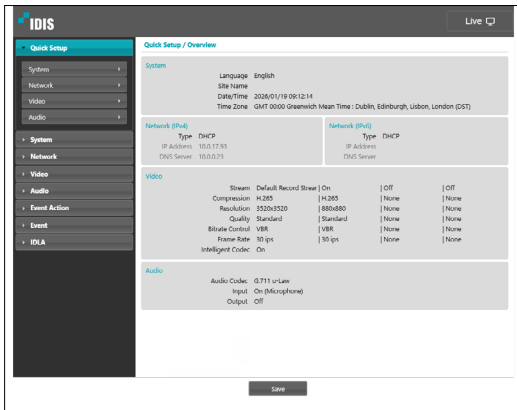 IDIS
Live
Quick Setup
System
Network
Video
Audio
System
Network
Video
Audio
Event Action
Event
IDLA
Quick Setup / Overview
System
Language English
Site Name
Date/Time 2026/01/19 09:12:14
Time Zone GMT 00:00 Greenwich Mean Time : Dublin, Edinburgh, Lisbon, London (DST)
Network (IPv4)
Type DHCP
IP Address 10.0.17.93
DNS Server 10.0.0.23
Network (IPv6)
Type DHCP
IP Address
DNS Server
Video
Stream Default Record Strear | On | Off | Off
Compression H.265 | H.265 | None | None
Resolution 3520x3520 | 880x880 | None | None
Quality Standard | Standard | None | None
Bitrate Control VBR | VBR | None | None
Frame Rate 30 ips | 30 ips | None | None
Intelligent Codec On
Audio
Audio Codec G.711 u-Law
Input On (Microphone)
Output Off
Save